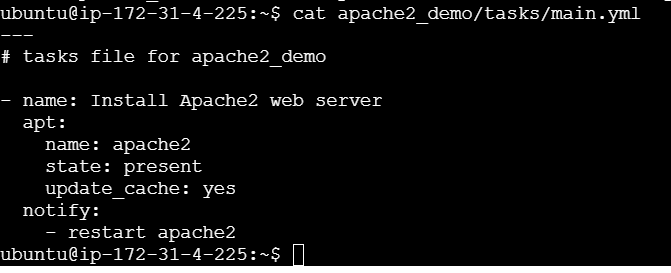 ubuntu@ip-172-31-4-225:~$ cat apache2_demo/tasks/main.yml
---
# tasks file for apache2_demo

- name: Install Apache2 web server
  apt:
    name: apache2
    state: present
    update_cache: yes
  notify:
    - restart apache2
ubuntu@ip-172-31-4-225:~$